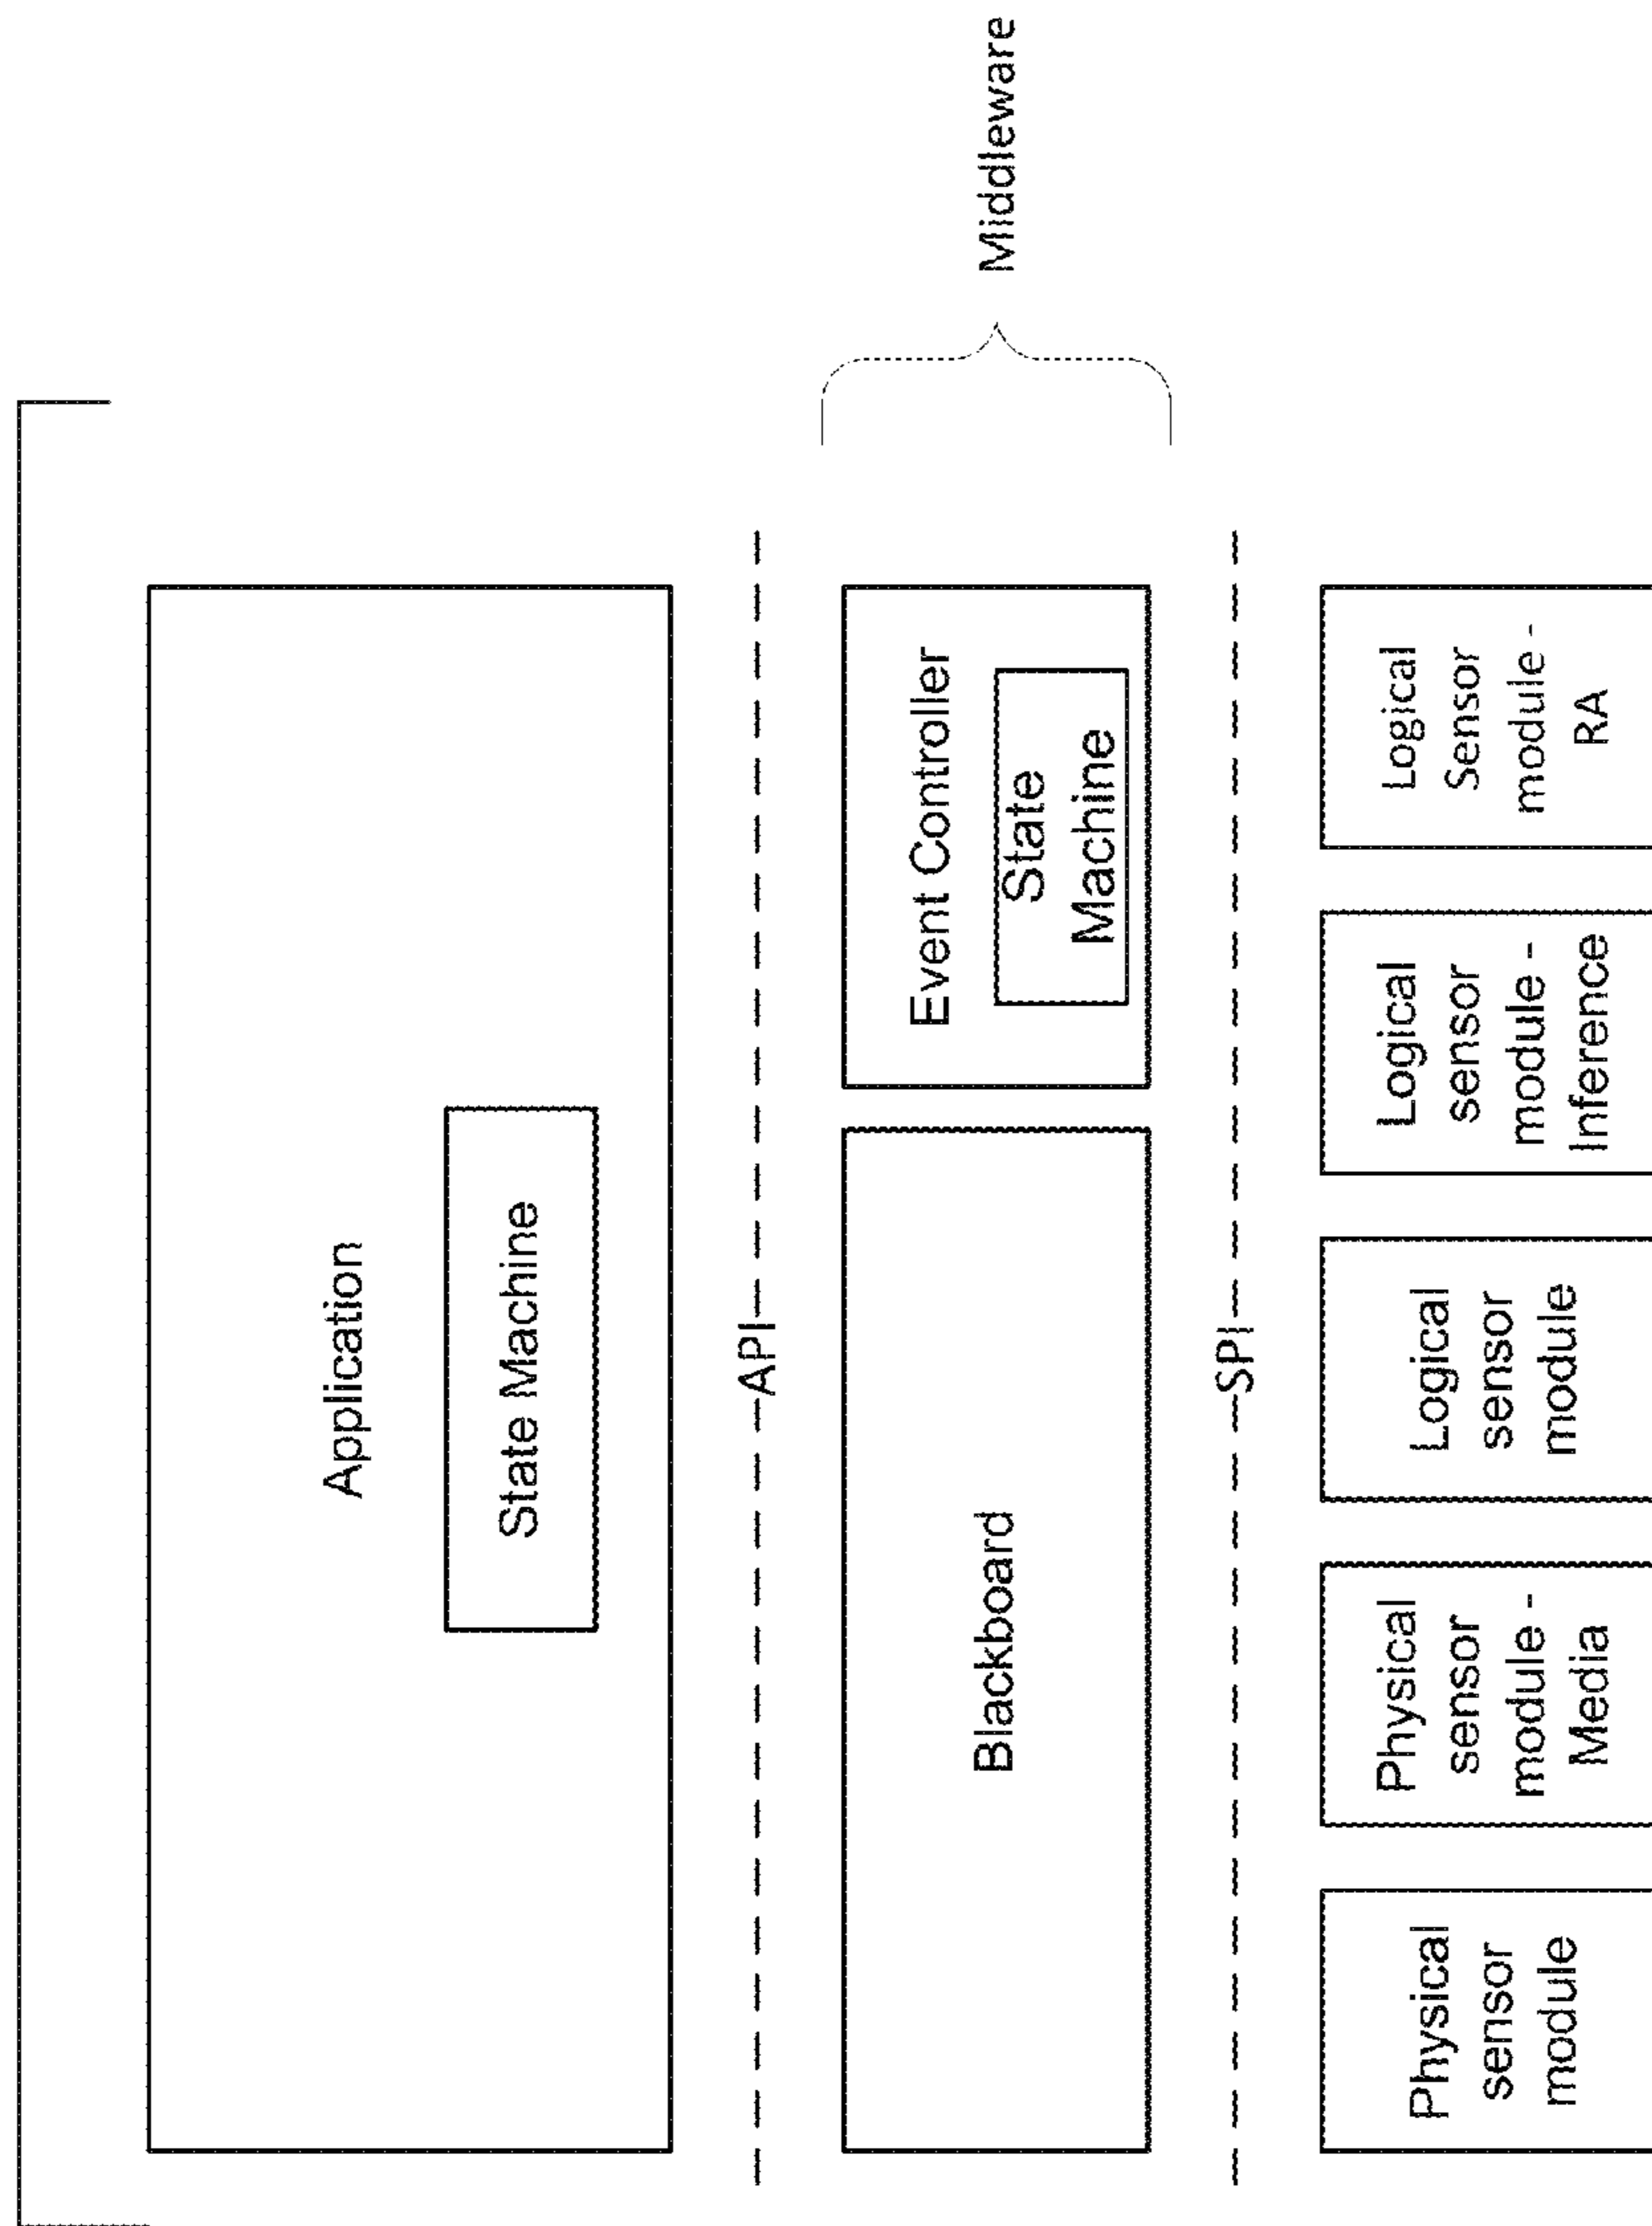 Application
State Machine
API
Blackboard
Event Controller
State
Machine
Middleware
SPI
Physical
sensor
module
Physical
sensor
module -
Media
Logical
sensor
module
Logical
sensor
module -
Inference
Logical
Sensor
module -
RA